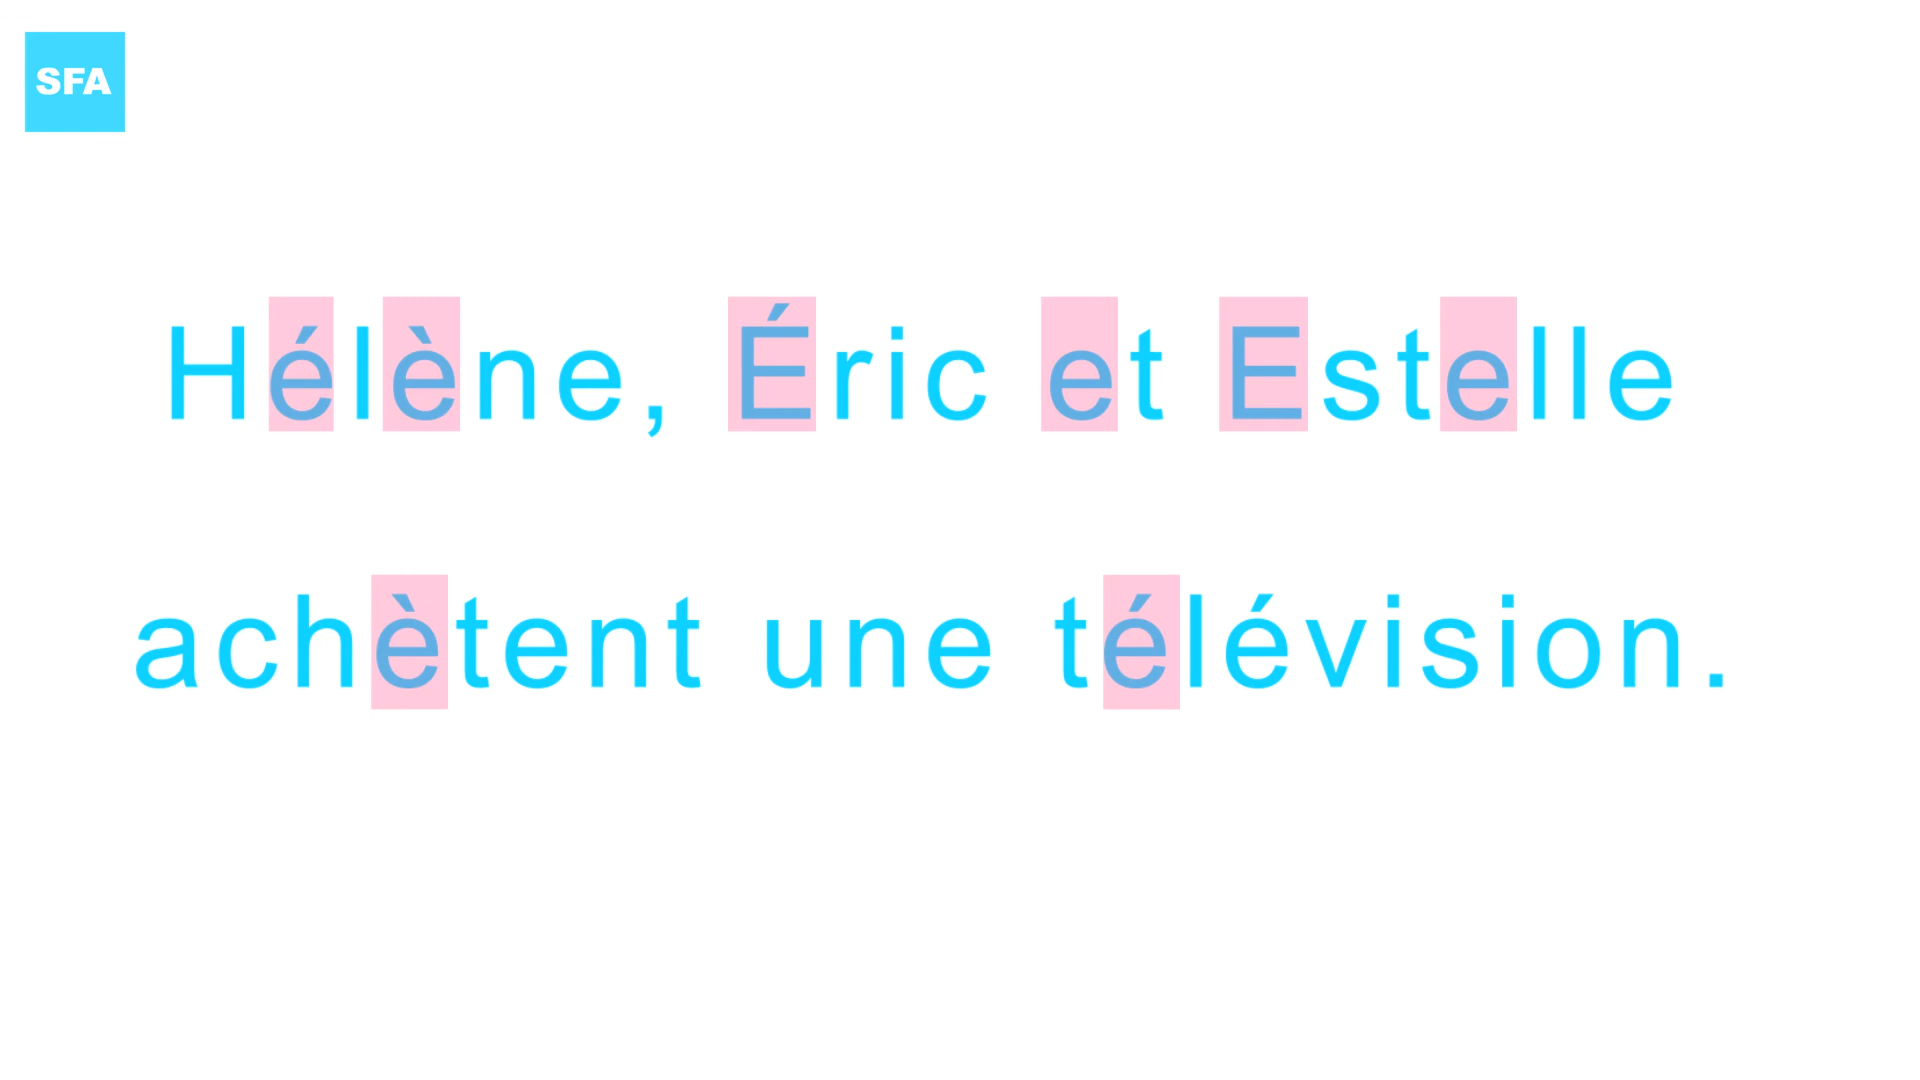 SFA
Hélène, Éric et Estelle
achètent une télévision.